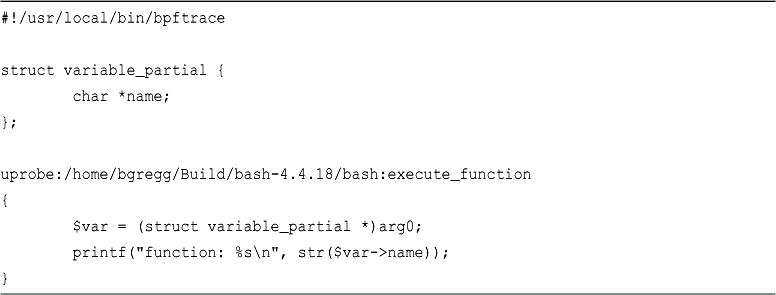 #!/usr/local/bin/bpftrace
struct variable_partial {
        char *name;
};
uprobe:/home/bgregg/Build/bash-4.4.18/bash:execute_function
{
        $var = (struct variable_partial *)arg0;
        printf("function: %s\n", str($var->name));
}